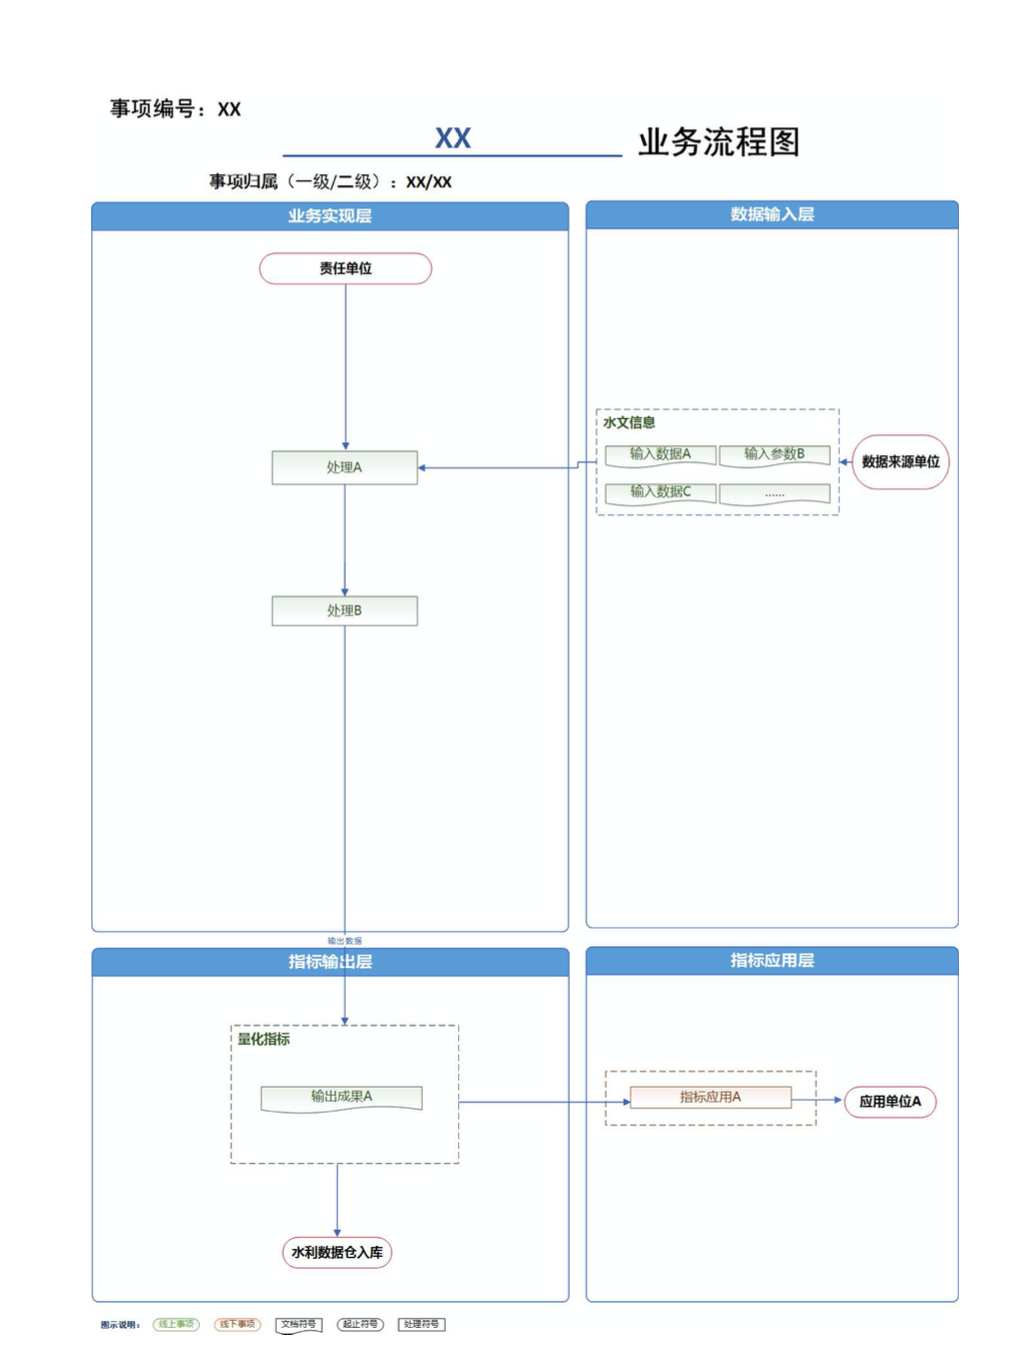 事项编号：XX
XX 业务流程图
事项归属（一级/二级）：XX/XX
业务实现层
数据输入层
责任单位
水文信息
输入数据A 输入参数B
处理A
数据来源单位
输入数据C ……
处理B
输出数据
指标输出层
指标应用层
量化指标
输出成果A
指标应用A
应用单位A
水利数据仓入库
图示说明： 线上事项 线下事项 文档符号 起止符号 处理符号